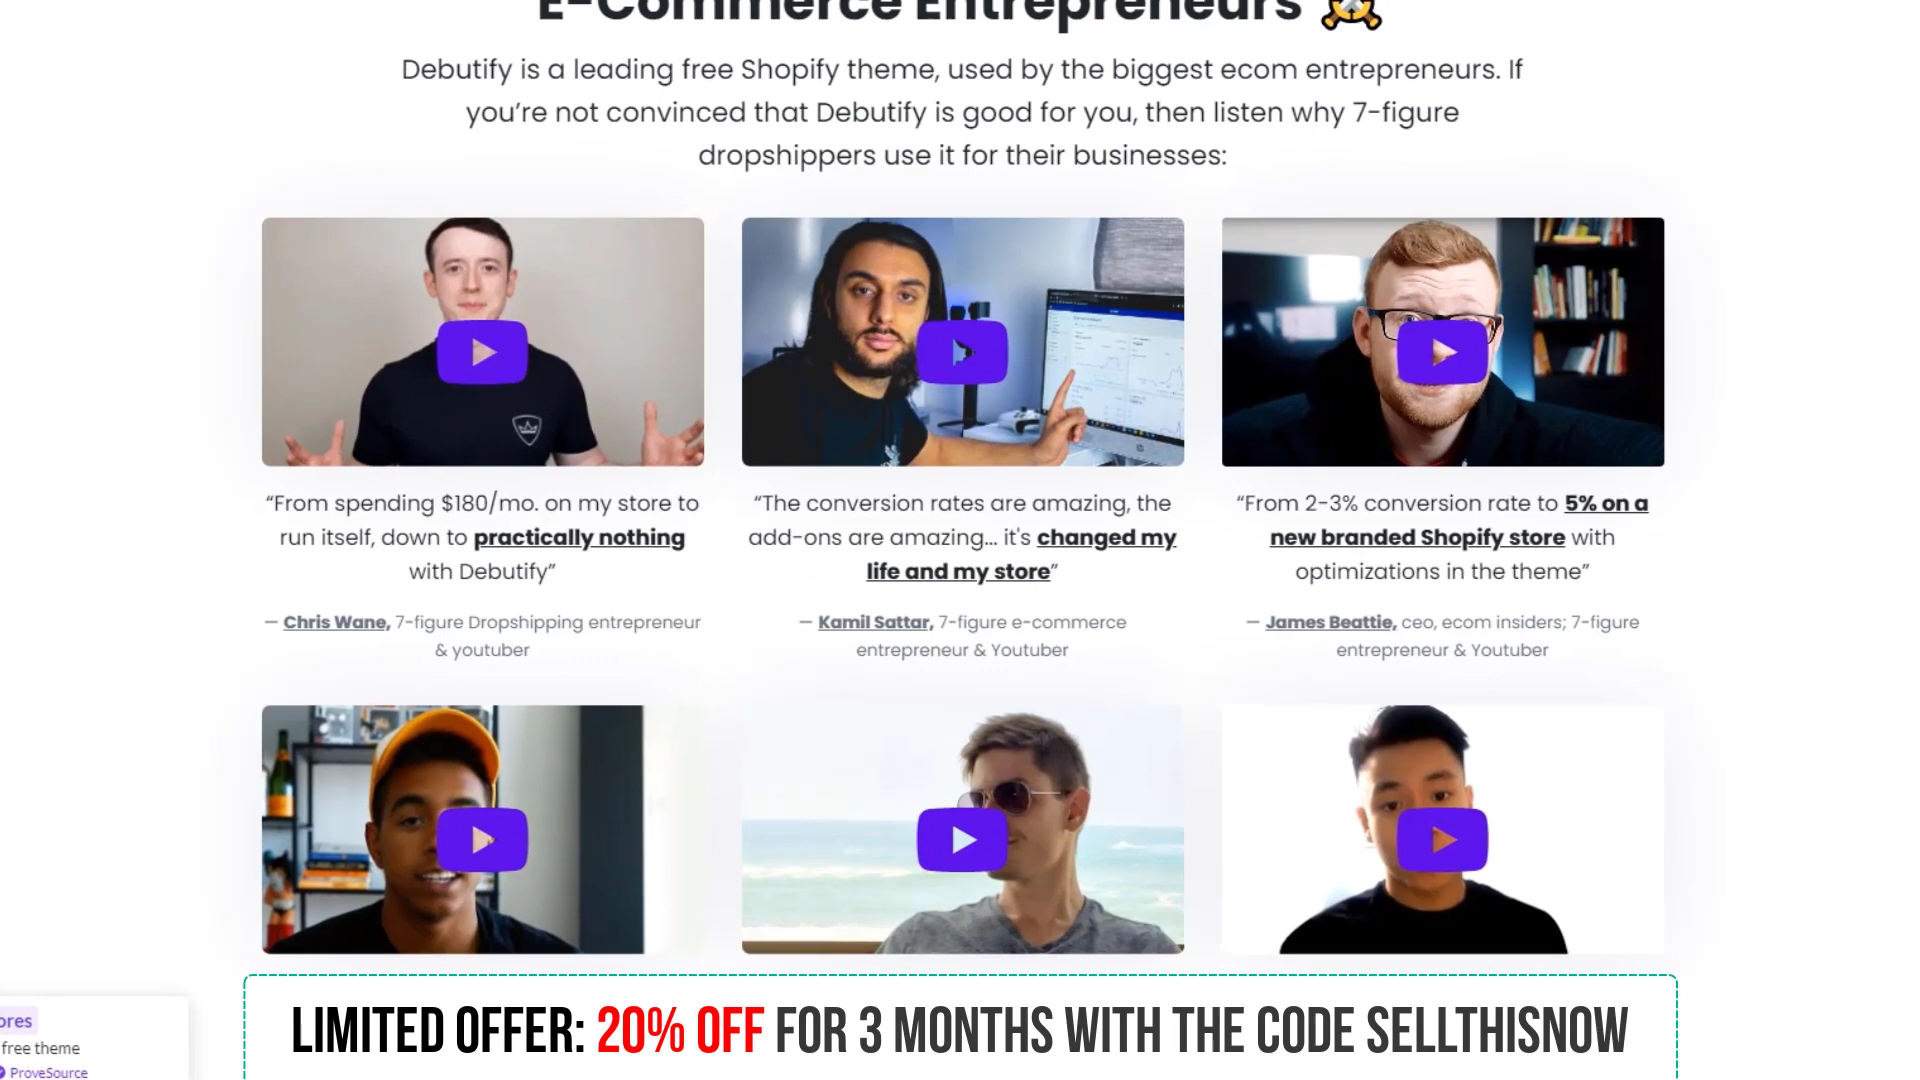 E-Commerce Entrepreneurs
Debutify is a leading free Shopify theme, used by the biggest ecom entrepreneurs. If
you’re not convinced that Debutify is good for you, then listen why 7-figure
dropshippers use it for their businesses:
“From spending $180/mo. on my store to
run itself, down to practically nothing
with Debutify”
— Chris Wane, 7-figure Dropshipping entrepreneur
& youtuber
“The conversion rates are amazing, the
add-ons are amazing... it's changed my
life and my store”
— Kamil Sattar, 7-figure e-commerce
entrepreneur & Youtuber
“From 2-3% conversion rate to 5% on a
new branded Shopify store with
optimizations in the theme”
— James Beattie, ceo, ecom insiders; 7-figure
entrepreneur & Youtuber
LIMITED OFFER: 20% OFF FOR 3 MONTHS WITH THE CODE SELLTHISNOW
ores
free theme
ProveSource